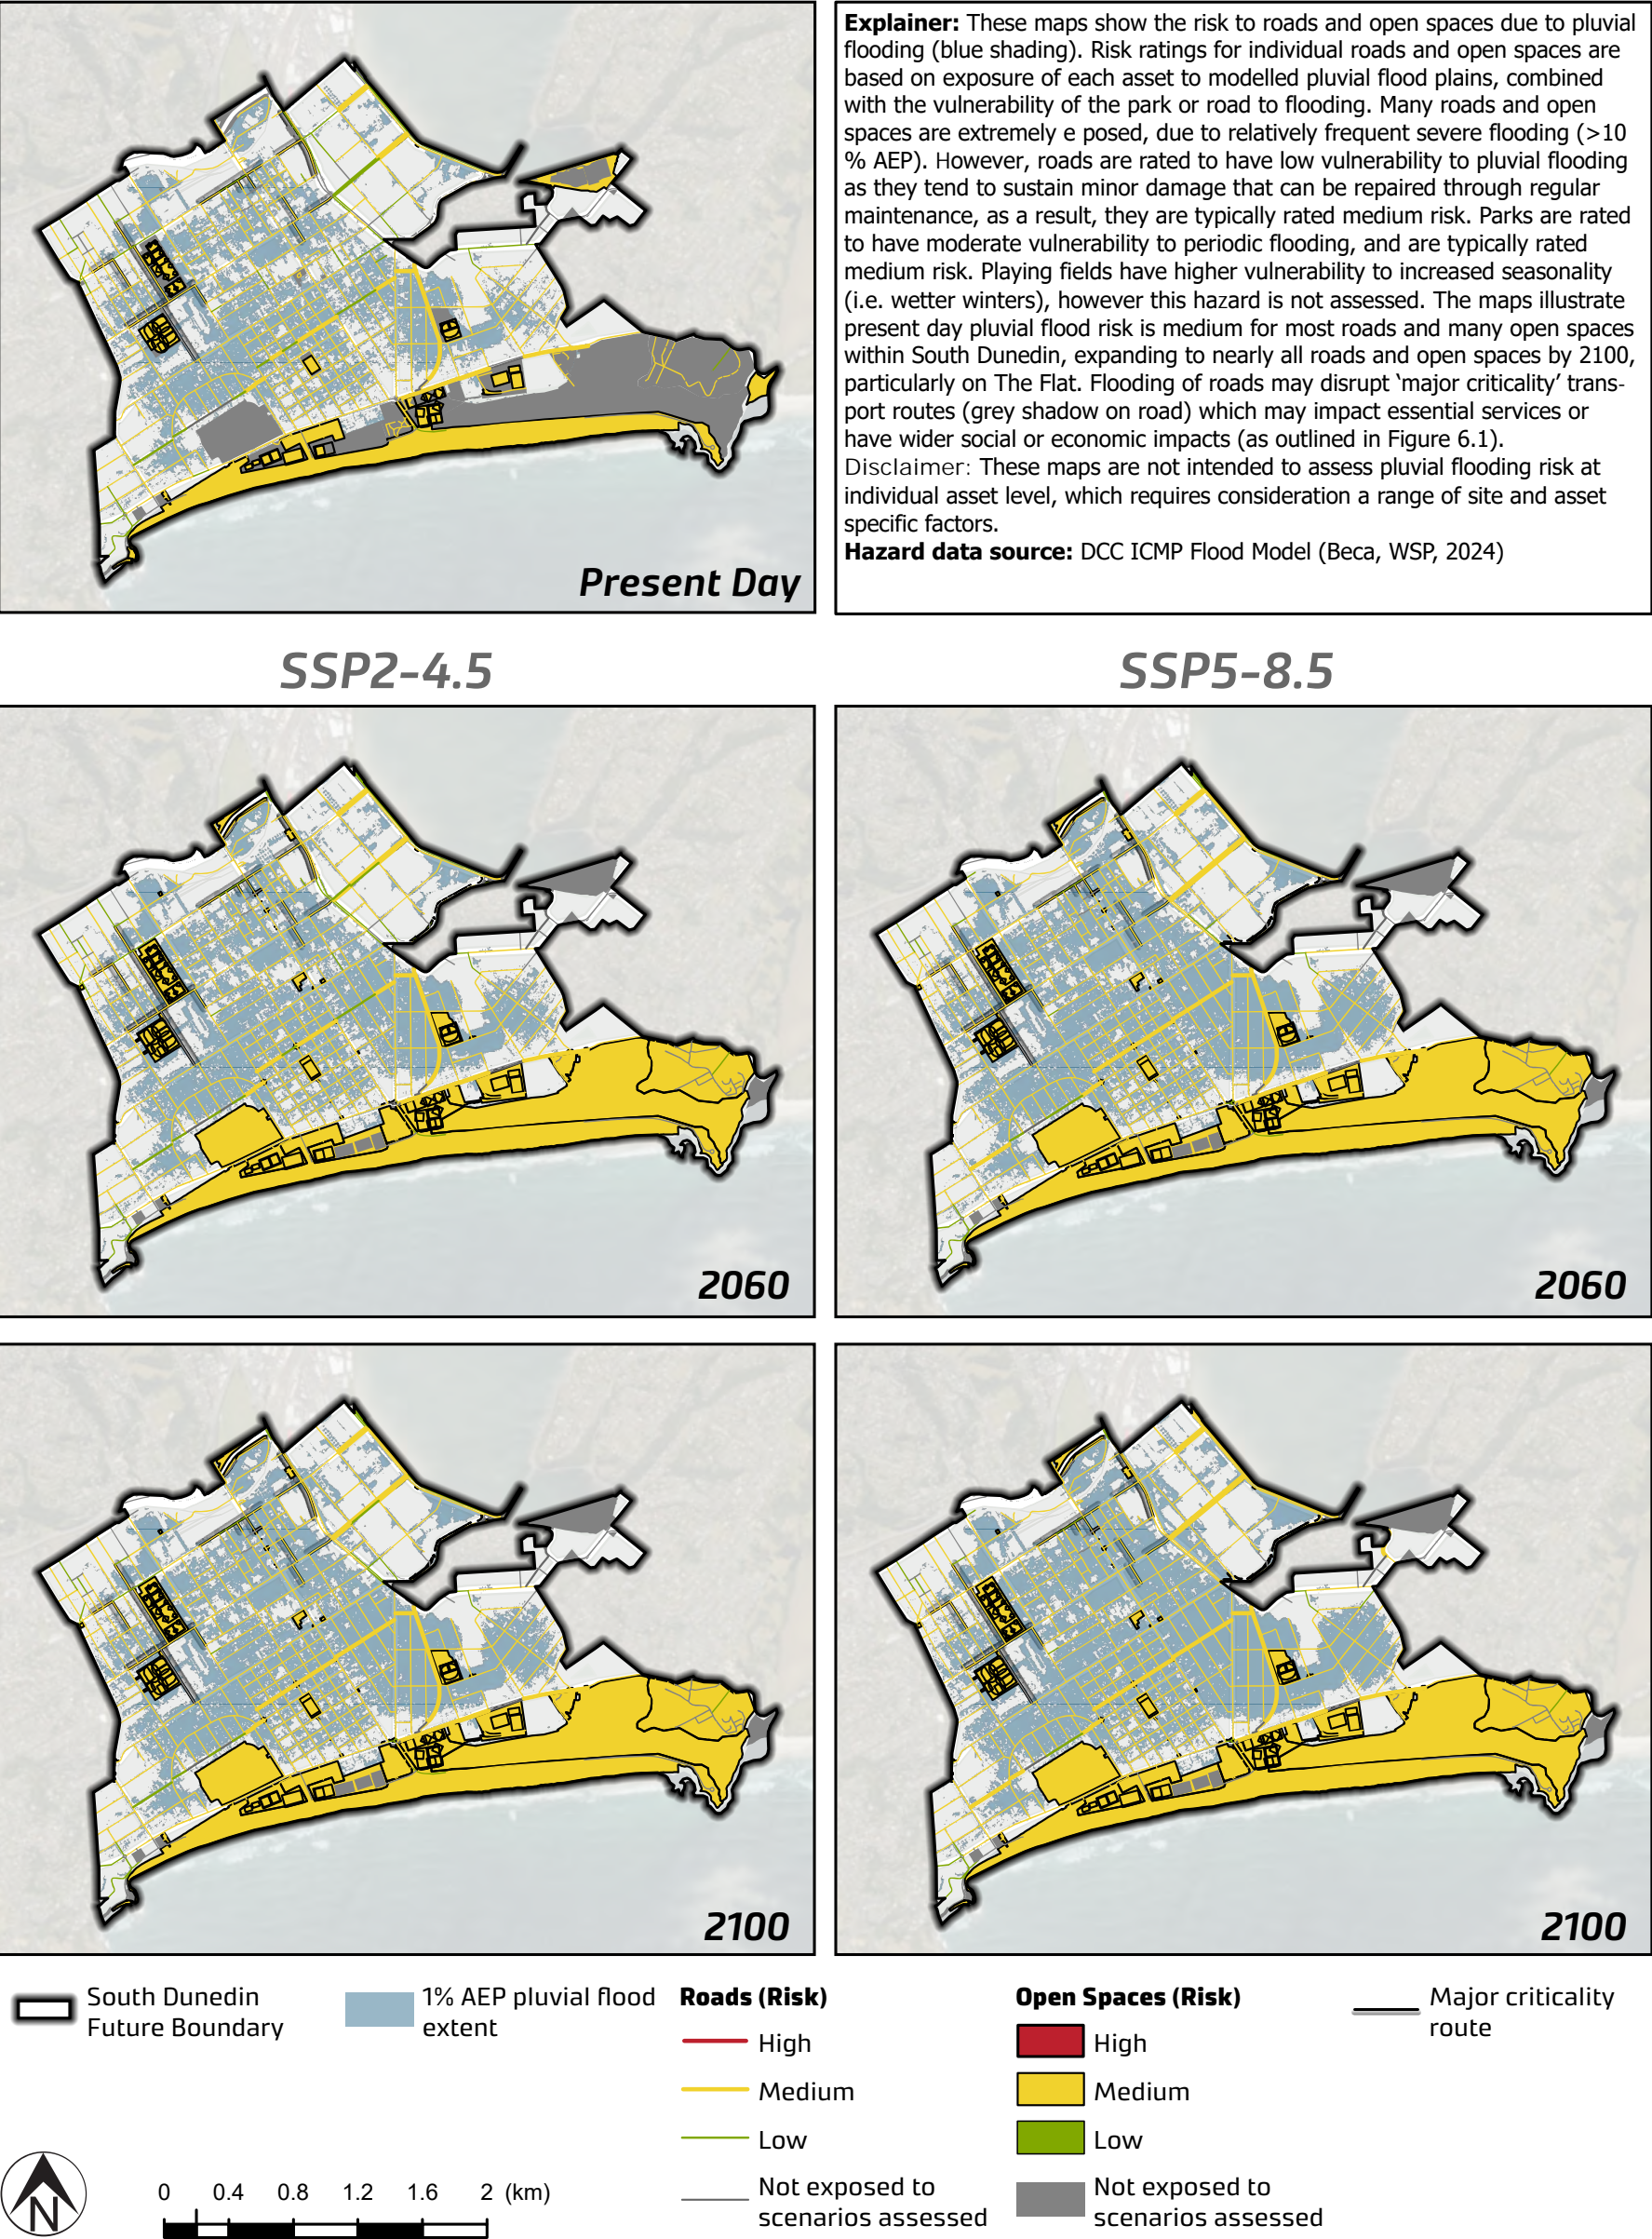 Explainer: These maps show the risk to roads and open spaces due to pluvial
flooding (blue shading). Risk ratings for individual roads and open spaces are
based on exposure of each asset to modelled pluvial flood plains, combined
with the vulnerability of the park or road to flooding. Many roads and open
spaces are extremely e posed, due to relatively frequent severe flooding (>10
% AEP). However, roads are rated to have low vulnerability to pluvial flooding
as they tend to sustain minor damage that can be repaired through regular
maintenance, as a result, they are typically rated medium risk. Parks are rated
to have moderate vulnerability to periodic flooding, and are typically rated
medium risk. Playing fields have higher vulnerability to increased seasonality
(i.e. wetter winters), however this hazard is not assessed. The maps illustrate
present day pluvial flood risk is medium for most roads and many open spaces
within South Dunedin, expanding to nearly all roads and open spaces by 2100,
particularly on The Flat. Flooding of roads may disrupt ‘major criticality’ trans-
port routes (grey shadow on road) which may impact essential services or
have wider social or economic impacts (as outlined in Figure 6.1).
Disclaimer: These maps are not intended to assess pluvial flooding risk at
individual asset level, which requires consideration a range of site and asset
specific factors.
Hazard data source: DCC ICMP Flood Model (Beca, WSP, 2024)
Present Day
SSP2-4.5
SSP5-8.5
2060
2060
2100
2100
South Dunedin
Future Boundary
1% AEP pluvial flood
extent
Roads (Risk)
High
Medium
Low
Not exposed to
scenarios assessed
Open Spaces (Risk)
High
Medium
Low
Not exposed to
scenarios assessed
Major criticality
route
N
0 0.4 0.8 1.2 1.6 2 (km)